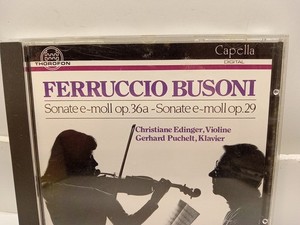 THOROFON
Capella
DIGITAL
FERRUCCIO BUSONI
Sonate e-moll op.36a - Sonate e-moll op.29
Christiane Edinger, Violine
Gerhard Puchelt, Klavier